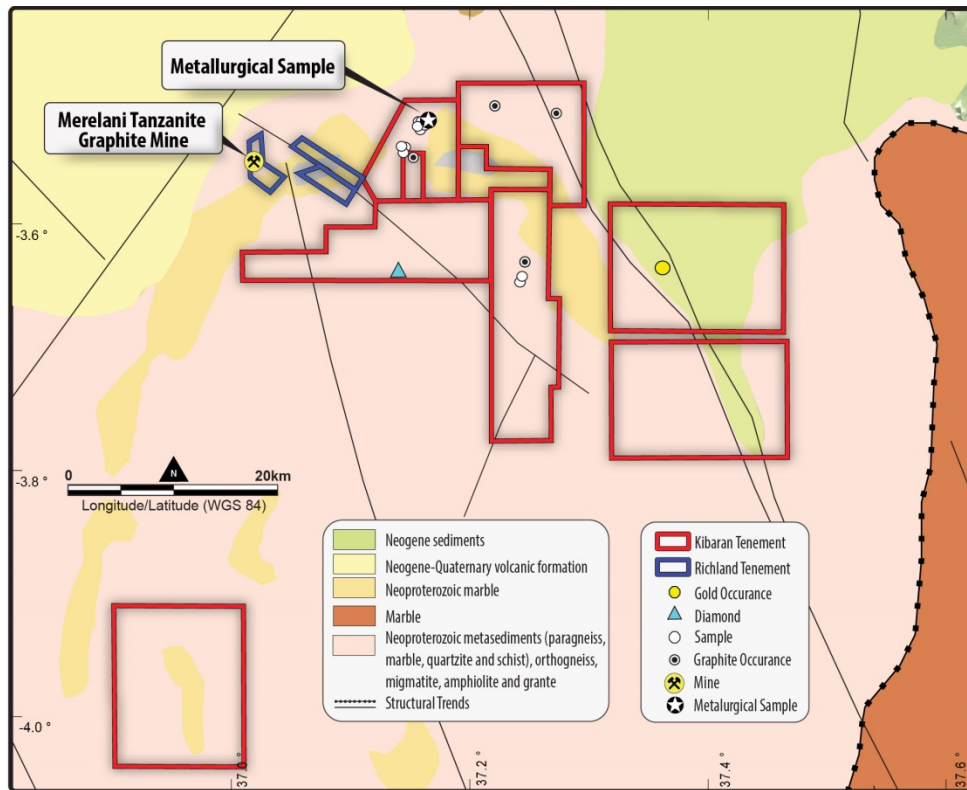 Metallurgical Sample
Merelani Tanzanite
Graphite Mine
-3.6 °
-3.8 °
-4.0 °
0
N
20km
Longitude/Latitude (WGS 84)
Neogene sediments
Neogene-Quaternary volcanic formation
Neoproterozoic marble
Marble
Neoproterozoic metasediments (paragneiss,
marble, quartzite and schist), orthogneiss,
migmatite, amphiolite and grante
Structural Trends
Kibaran Tenement
Richland Tenement
Gold Occurance
Diamond
Sample
Graphite Occurance
Mine
Metalurgical Sample
37.0 °
37.2 °
37.4 °
37.6 °